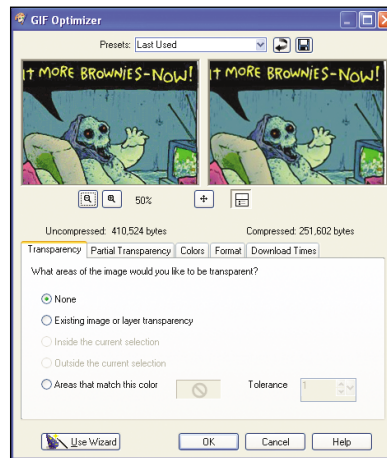 GIF Optimizer
Presets: Last Used
IT MORE BROWNIES-NOW! IT MORE BROWNIES-NOW!
50%
Uncompressed: 410,524 bytes Compressed: 251,602 bytes
Transparency Partial Transparency Colors Format Download Times
What areas of the image would you like to be transparent?
None
Existing image or layer transparency
Inside the current selection
Outside the current selection
Areas that match this color Tolerance 1
Use Wizard OK Cancel Help